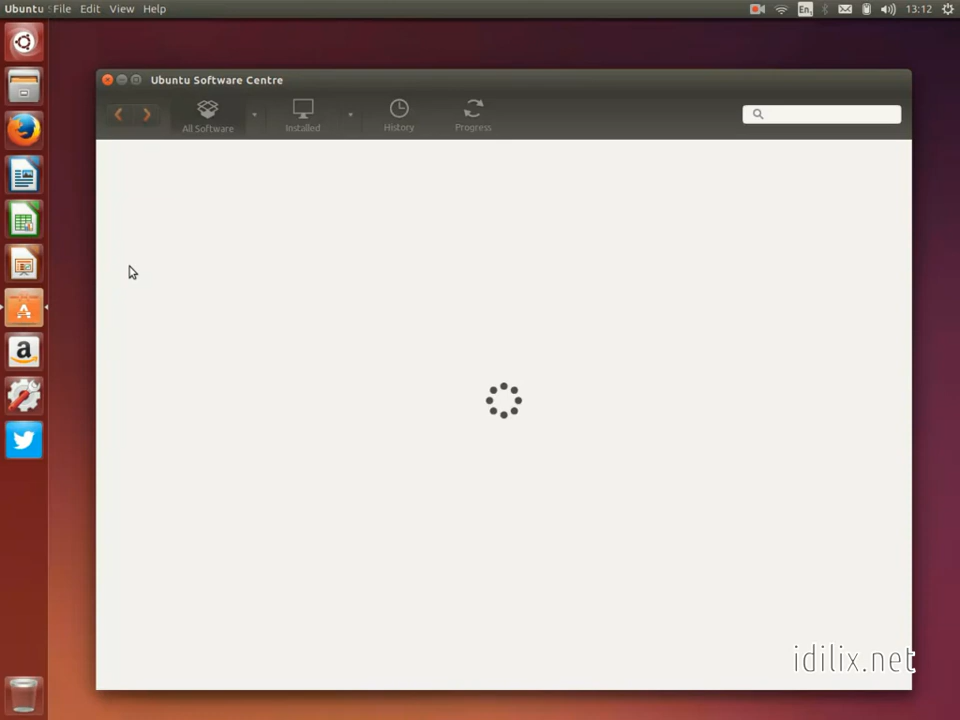 Ubuntu File Edit View Help
En
13:12
Ubuntu Software Centre
All Software Installed History Progress
a
idilix.net